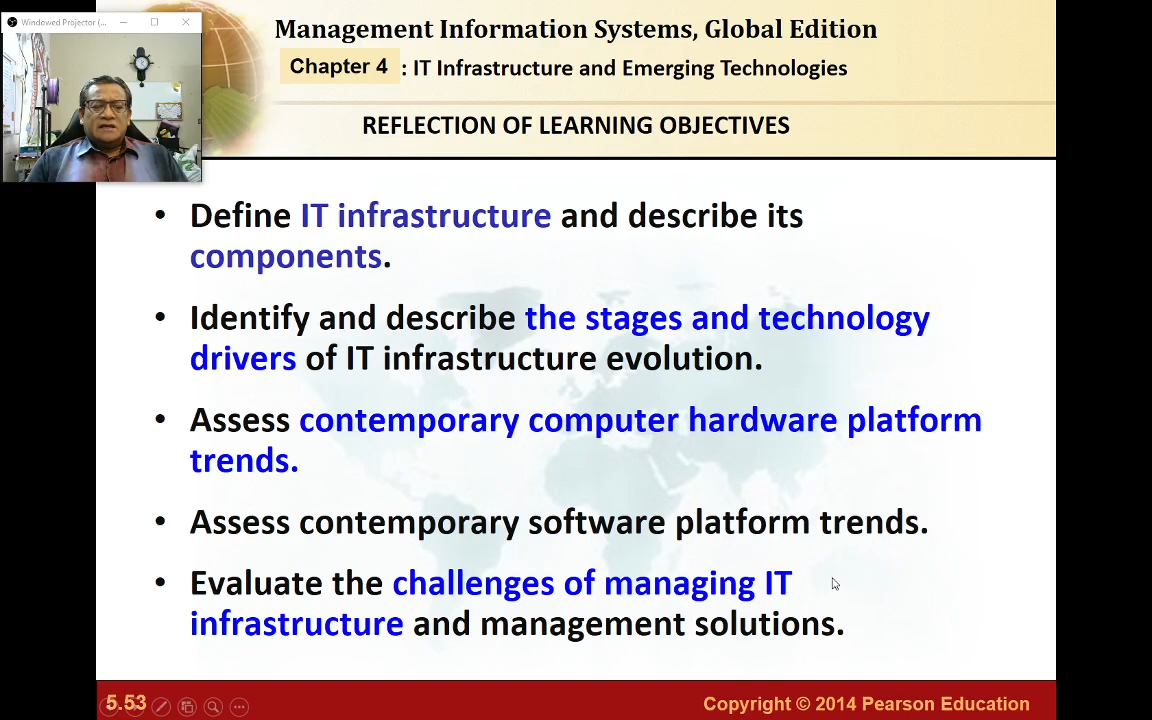 Windowed Projector (...
Management Information Systems, Global Edition
Chapter 4 : IT Infrastructure and Emerging Technologies
REFLECTION OF LEARNING OBJECTIVES
• Define IT infrastructure and describe its
components.
• Identify and describe the stages and technology
drivers of IT infrastructure evolution.
• Assess contemporary computer hardware platform
trends.
• Assess contemporary software platform trends.
• Evaluate the challenges of managing IT
infrastructure and management solutions.
5.53
Copyright © 2014 Pearson Education